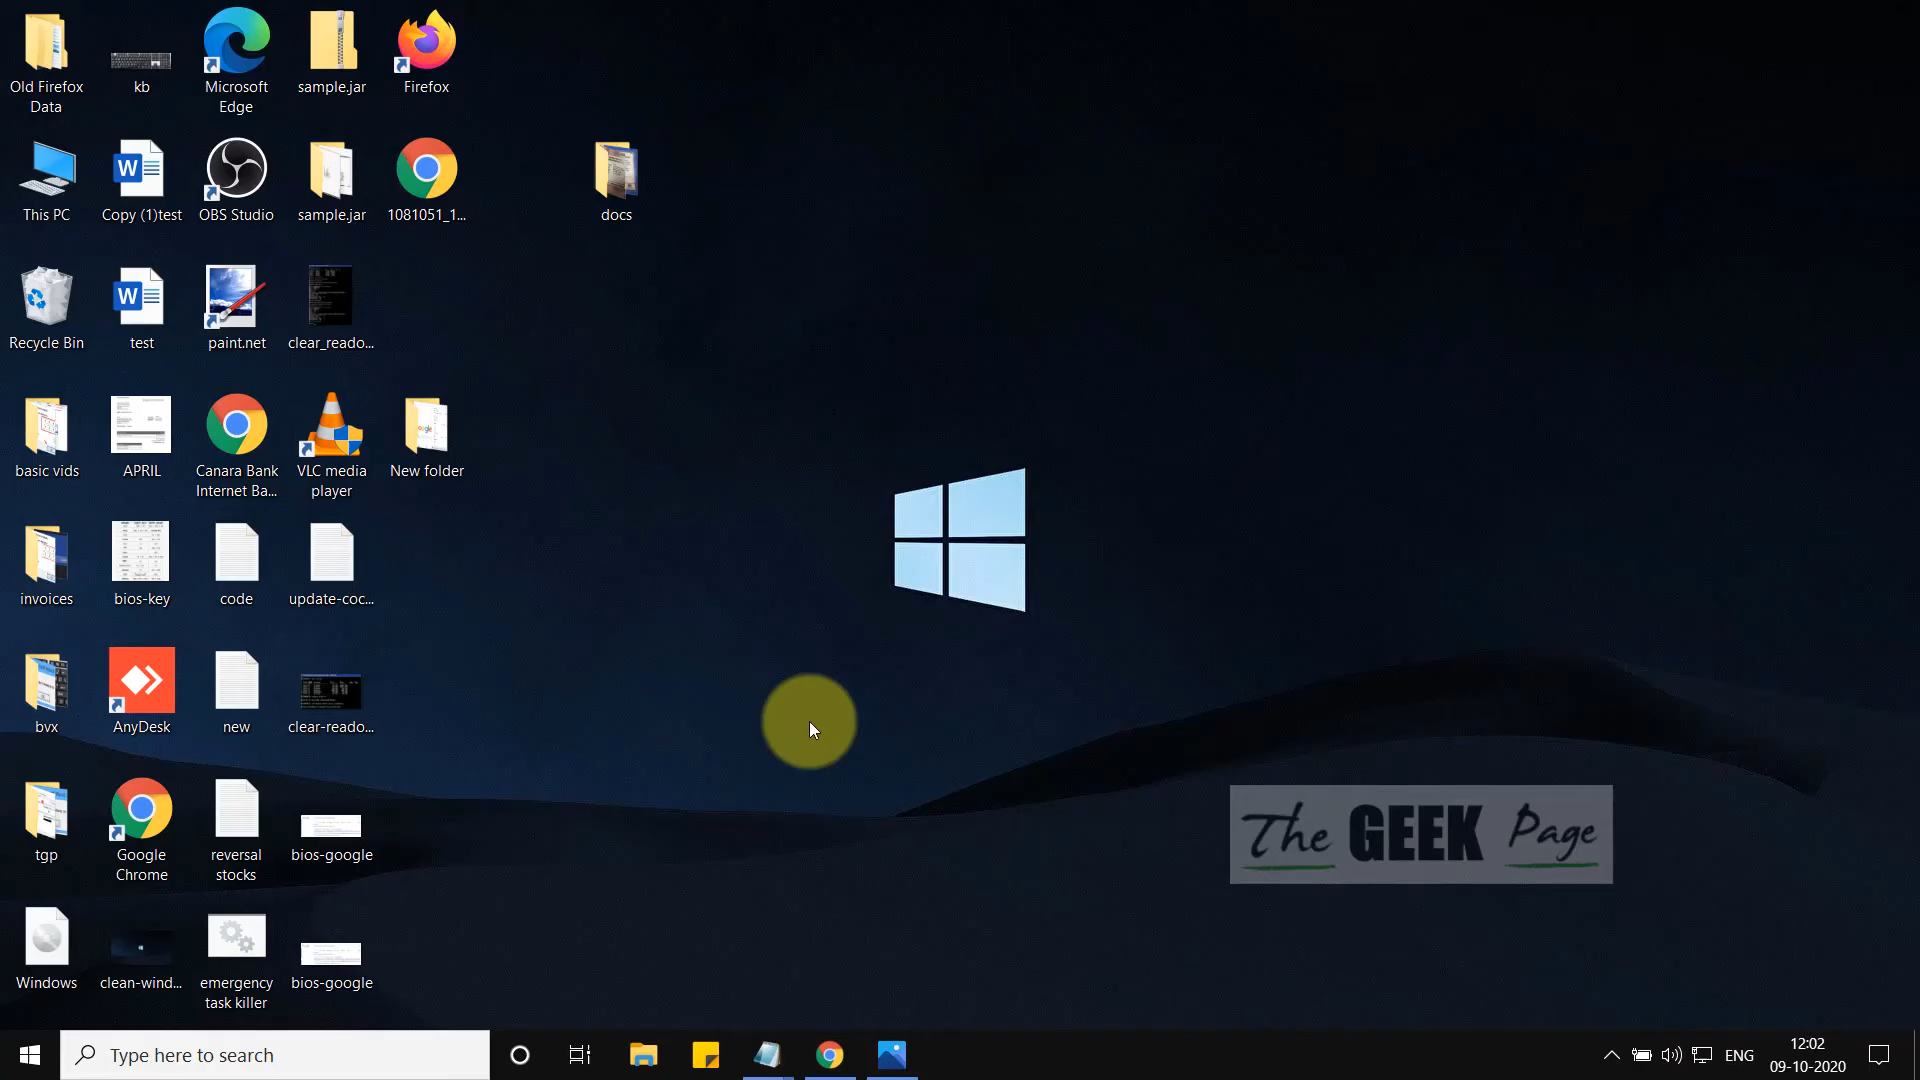 Old Firefox
Data
kb
Microsoft
Edge
sample.jar
Firefox
This PC
Copy (1)test
OBS Studio
sample.jar
1081051_1...
docs
Recycle Bin
test
paint.net
clear_reado...
basic vids
APRIL
Canara Bank
Internet Ba...
VLC media
player
New folder
invoices
bios-key
code
update-coc...
bvx
AnyDesk
new
clear-reado...
tgp
Google
Chrome
reversal
stocks
bios-google
The GEEK Page
Windows
clean-wind...
emergency
task killer
bios-google
Type here to search
ENG
12:02
09-10-2020